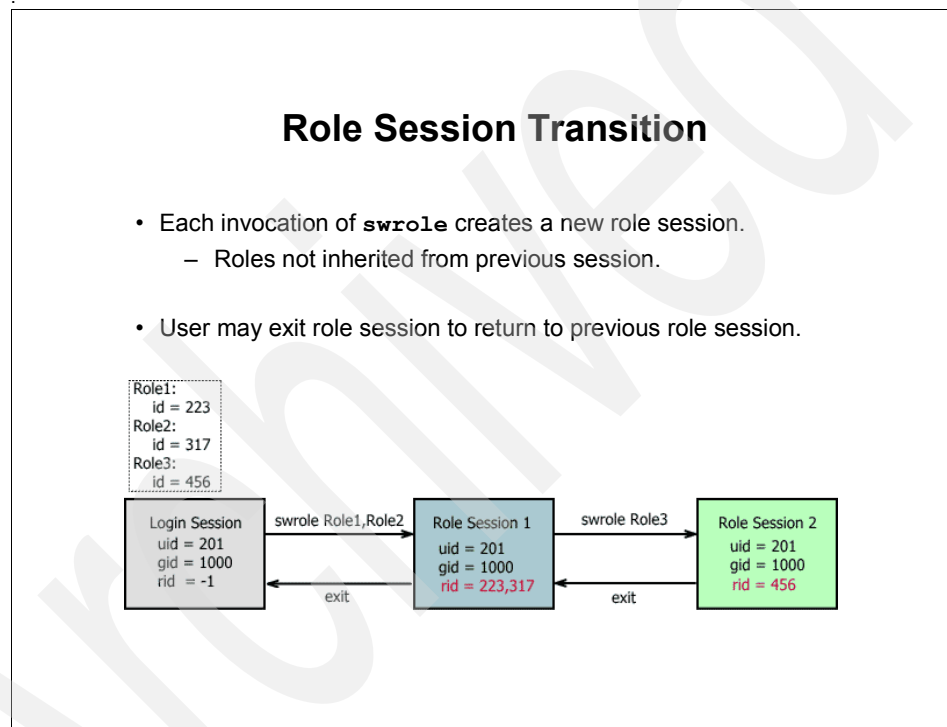 .
Role Session Transition
• Each invocation of swrole creates a new role session.
– Roles not inherited from previous session.
• User may exit role session to return to previous role session.
Role1:
id = 223
Role2:
id = 317
Role3:
id = 456
Login Session
uid = 201
gid = 1000
rid = -1
swrole Role1,Role2
exit
Role Session 1
uid = 201
gid = 1000
rid = 223,317
swrole Role3
exit
Role Session 2
uid = 201
gid = 1000
rid = 456